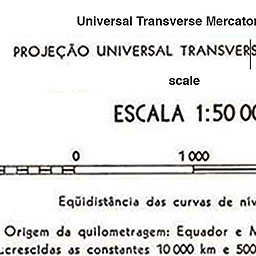 Universal Transverse Mercator
PROJEÇÃO UNIVERSAL TRANSVERS
scale
ESCALA 1:50 00
0 1 000
Eqüidistância das curvas de nív
Origem da quilometragem: Equador e M
acrescidas as constantes 10 000 km e 500